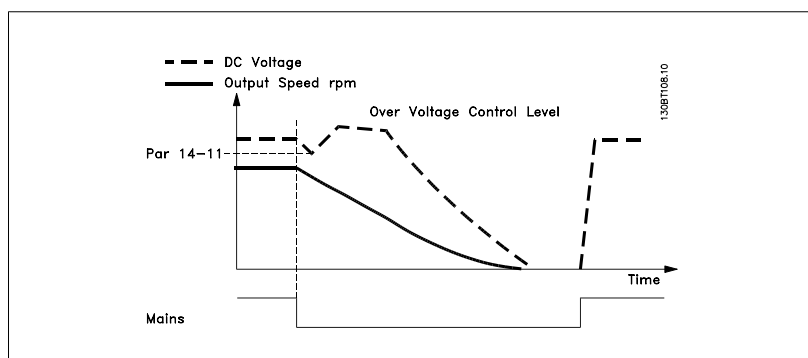 DC Voltage
Output Speed rpm
Over Voltage Control Level
130BT108.10
Par 14-11
Time
Mains